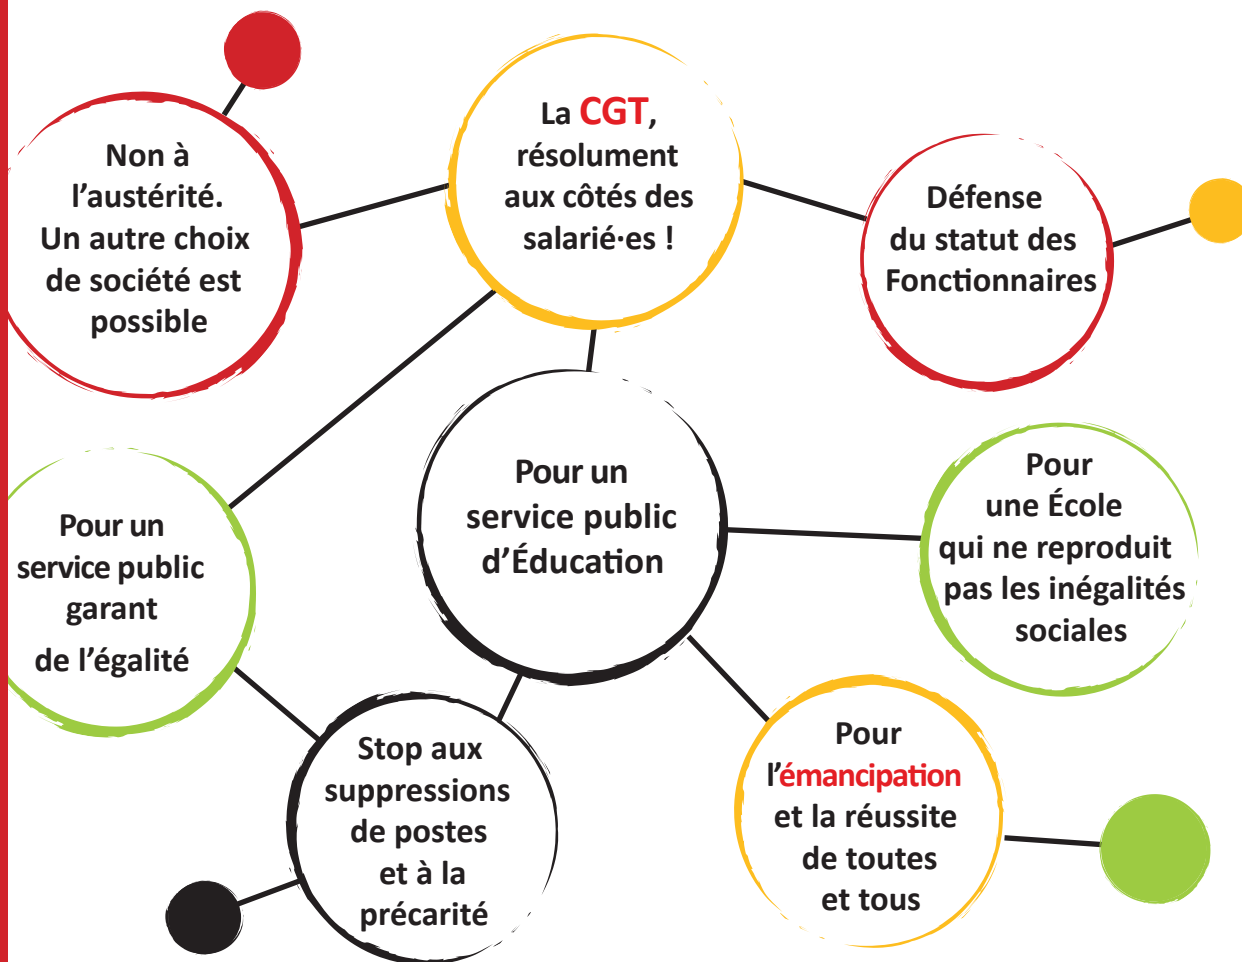 Non à
l’austérité.
Un autre choix
de société est
possible
La CGT,
résolument
aux côtés des
salarié·es !
Défense
du statut des
Fonctionnaires
Pour un
service public
garant
de l’égalité
Pour un
service public
d’Éducation
Pour
une École
qui ne reproduit
pas les inégalités
sociales
Stop aux
suppressions
de postes
et à la
précarité
Pour
l’émancipation
et la réussite
de toutes
et tous